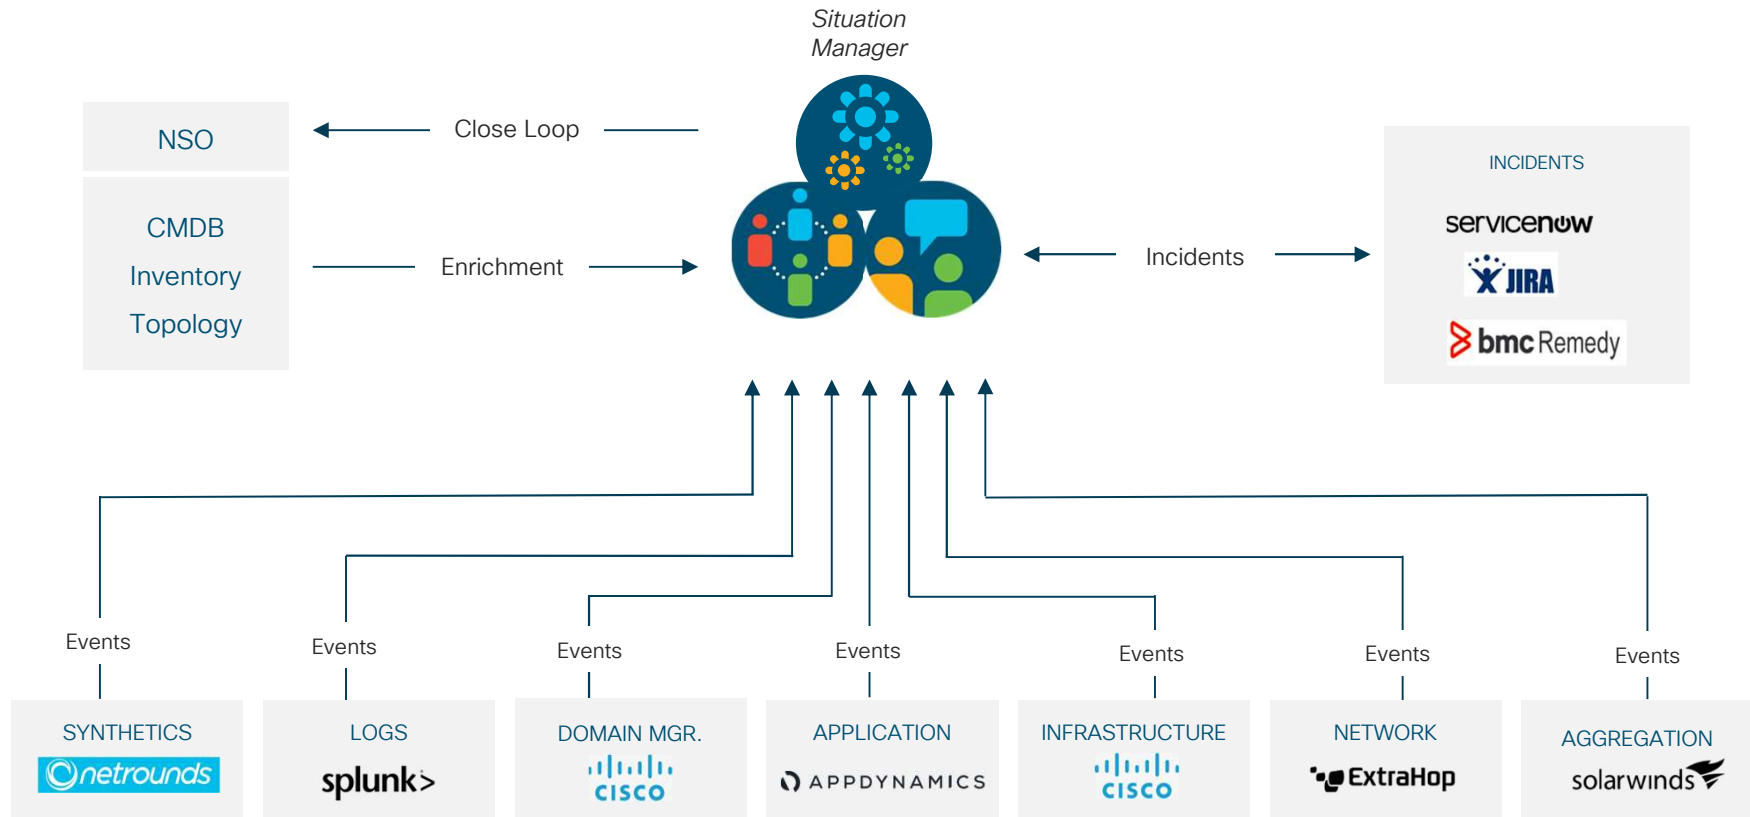 Situation
Manager
NSO
Close Loop
CMDB
Inventory
Topology
Enrichment
Incidents
INCIDENTS
servicenow
JIRA
bmc Remedy
Events
Events
Events
Events
Events
Events
Events
SYNTHETICS
netrounds
LOGS
splunk>
DOMAIN MGR.
CISCO
APPLICATION
APPDYNAMICS
INFRASTRUCTURE
CISCO
NETWORK
ExtraHop
AGGREGATION
solarwinds